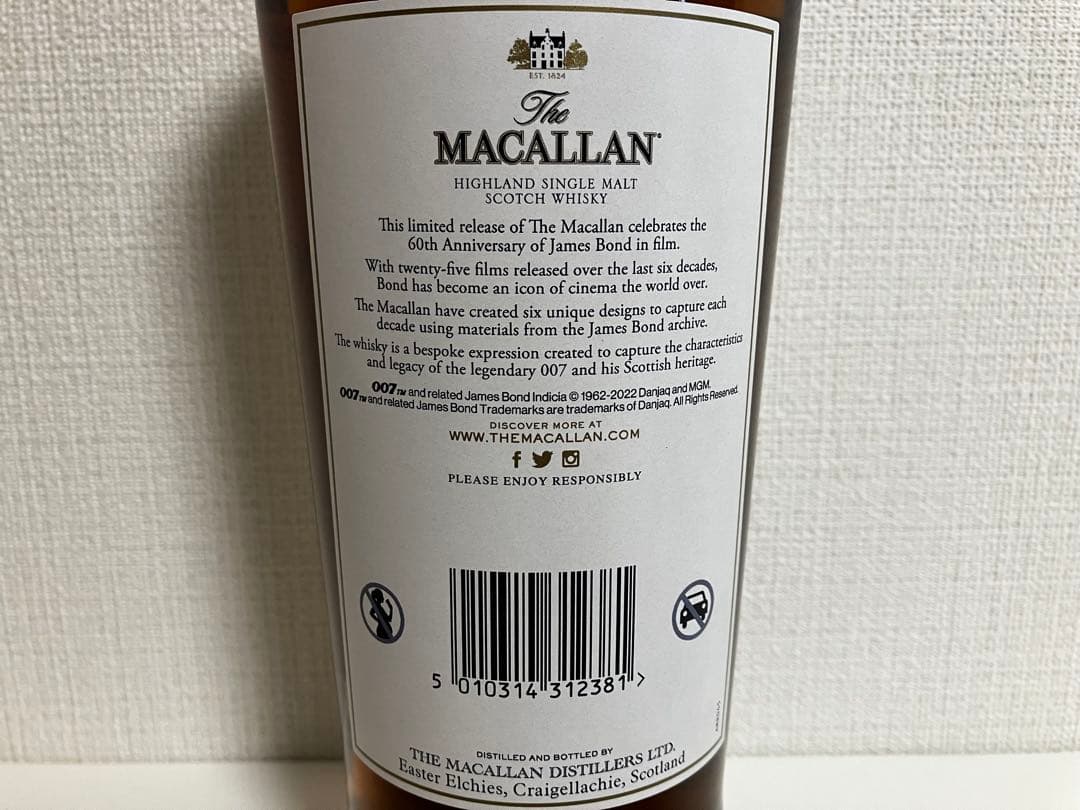 EST. 1824
The
MACALLAN®
HIGHLAND SINGLE MALT
SCOTCH WHISKY
This limited release of The Macallan celebrates the
60th Anniversary of James Bond in film.
With twenty-five films released over the last six decades,
Bond has become an icon of cinema the world over.
The Macallan have created six unique designs to capture each
decade using materials from the James Bond archive.
The whisky is a bespoke expression created to capture the characteristics
and legacy of the legendary 007 and his Scottish heritage.
007™ and related James Bond Indicia © 1962-2022 Danjaq and MGM.
007™ and related James Bond Trademarks are trademarks of Danjaq. All Rights Reserved.
DISCOVER MORE AT
WWW.THEMACALLAN.COM
PLEASE ENJOY RESPONSIBLY
5 010314 312381 >
DISTILLED AND BOTTLED BY
THE MACALLAN DISTILLERS LTD.
Easter Elchies, Craigellachie, Scotland